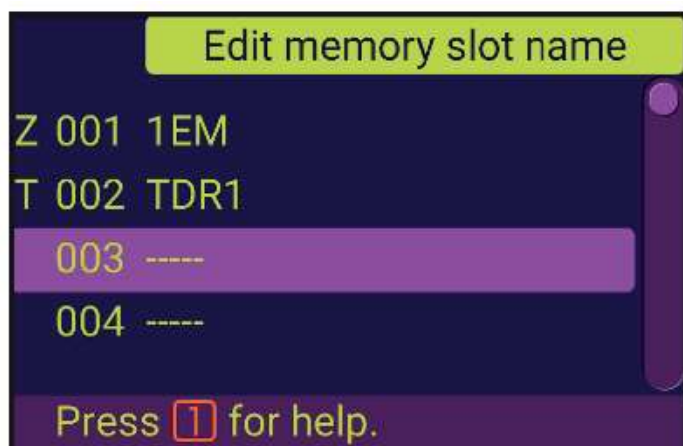 Edit memory slot name
Z 001 1EM
T 002 TDR1
003 -----
004 -----
Press 1 for help.